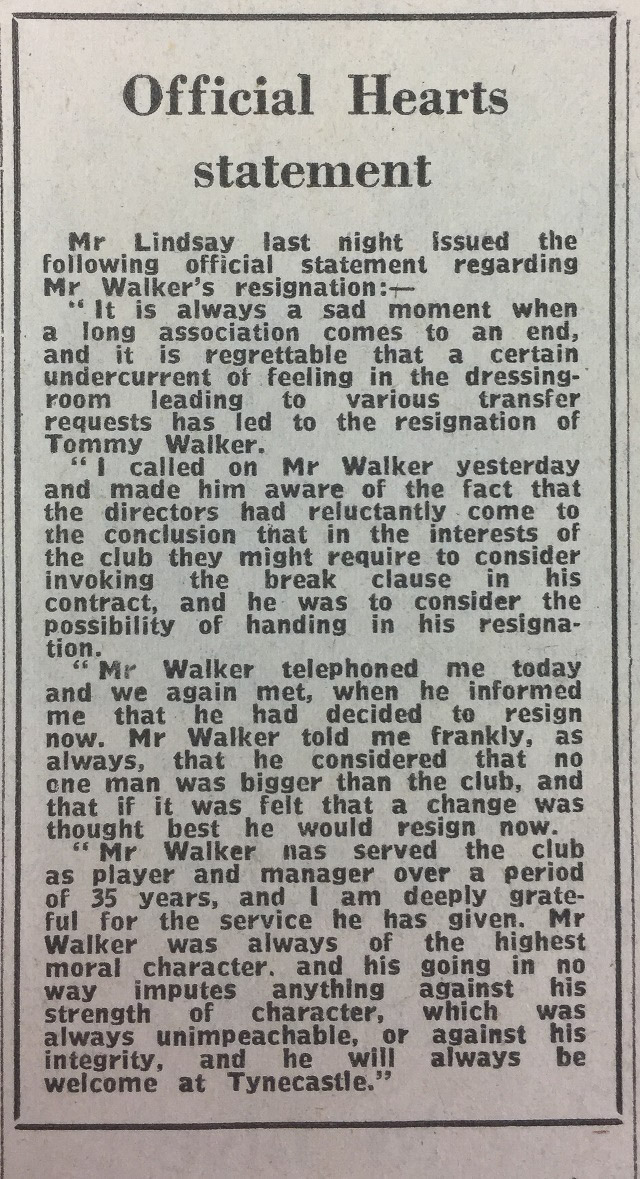 Official Hearts
statement
Mr Lindsay last night issued the
following official statement regarding
Mr Walker's resignation:—
"It is always a sad moment when
a long association comes to an end,
and it is regrettable that a certain
undercurrent of feeling in the dressing-
room leading to various transfer
requests has led to the resignation of
Tommy Walker.
"I called on Mr Walker yesterday
and made him aware of the fact that
the directors had reluctantly come to
the conclusion that in the interests of
the club they might require to consider
invoking the break clause in his
contract, and he was to consider the
possibility of handing in his resigna-
tion.
"Mr Walker telephoned me today
and we again met, when he informed
me that he had decided to resign
now. Mr Walker told me frankly, as
always, that he considered that no
one man was bigger than the club, and
that if it was felt that a change was
thought best he would resign now.
"Mr Walker has served the club
as player and manager over a period
of 35 years, and I am deeply grate-
ful for the service he has given. Mr
Walker was always of the highest
moral character. and his going in no
way imputes anything against his
strength of character, which was
always unimpeachable, or against his
integrity, and he will always be
welcome at Tynecastle."